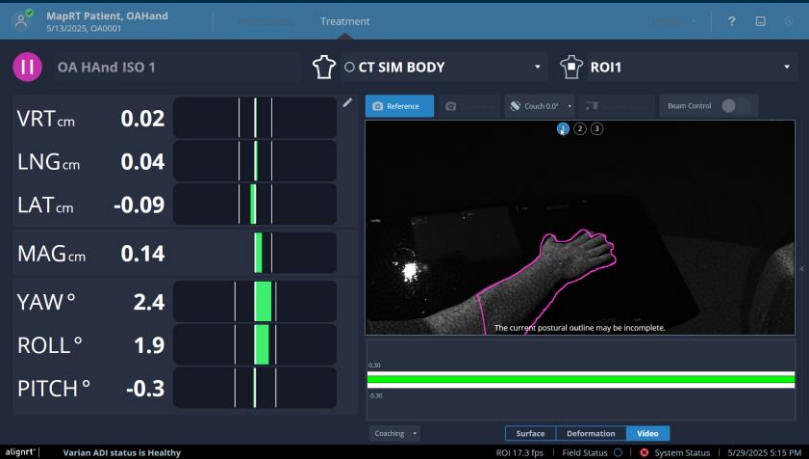 MapRT Patient, OAHand
5/13/2025, OA0001
Treatment
?
OA HAnd ISO 1
CT SIM BODY
ROI1
VRT cm 0.02
LNG cm 0.04
LAT cm -0.09
MAG cm 0.14
YAW ° 2.4
ROLL ° 1.9
PITCH ° -0.3
Reference
Couch 0.0°
Beam Control
1 2 3
The current postural outline may be incomplete.
0.30
-0.30
Coaching
Surface Deformation Video
alignrt Varian ADI status is Healthy
ROI 17.3 fps | Field Status | System Status | 5/29/2025 5:15 PM